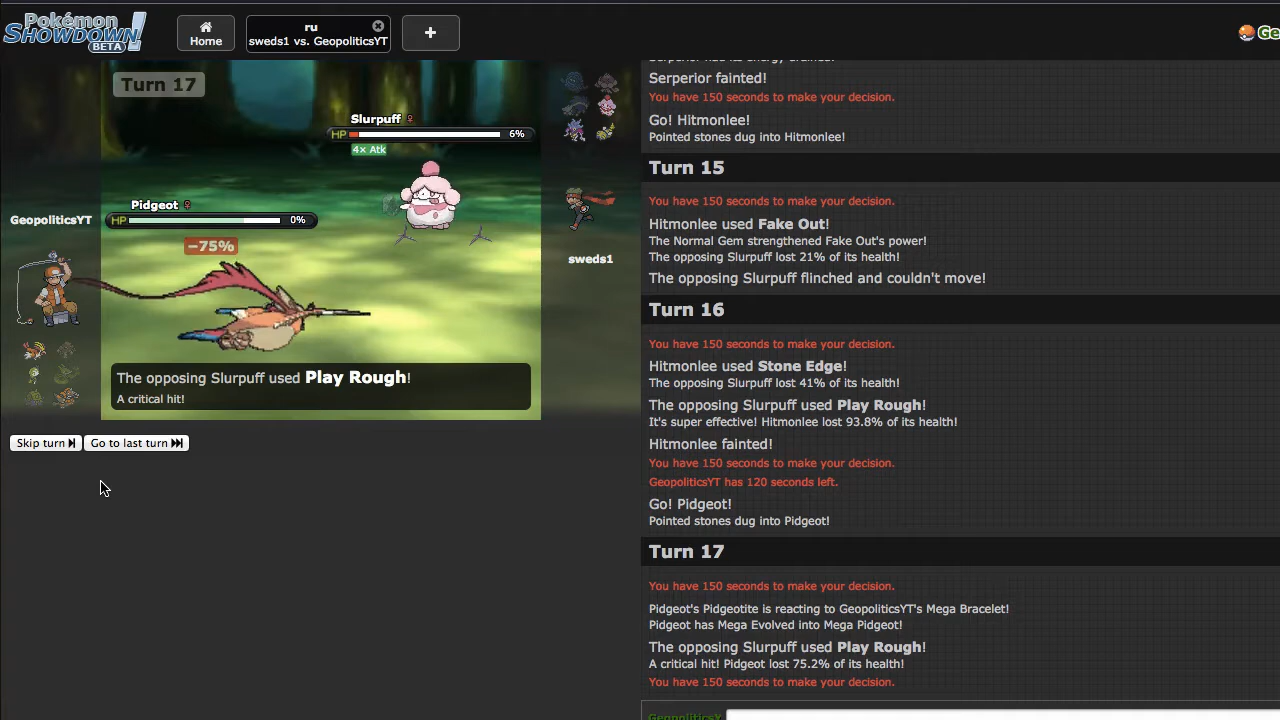 Pokémon
SHOWDOWN!
BETA
Home
ru
sweds1 vs. GeopoliticsYT
+
Ge
Turn 17
Slurpuff ♀
HP 6%
4× Atk
Pidgeot ♀
HP 0%
−75%
GeopoliticsYT
sweds1
The opposing Slurpuff used Play Rough!
A critical hit!
Skip turn
Go to last turn
Serperior fainted!
You have 150 seconds to make your decision.
Go! Hitmonlee!
Pointed stones dug into Hitmonlee!
Turn 15
You have 150 seconds to make your decision.
Hitmonlee used Fake Out!
The Normal Gem strengthened Fake Out's power!
The opposing Slurpuff lost 21% of its health!
The opposing Slurpuff flinched and couldn't move!
Turn 16
You have 150 seconds to make your decision.
Hitmonlee used Stone Edge!
The opposing Slurpuff lost 41% of its health!
The opposing Slurpuff used Play Rough!
It's super effective! Hitmonlee lost 93.8% of its health!
Hitmonlee fainted!
You have 150 seconds to make your decision.
GeopoliticsYT has 120 seconds left.
Go! Pidgeot!
Pointed stones dug into Pidgeot!
Turn 17
You have 150 seconds to make your decision.
Pidgeot's Pidgeotite is reacting to GeopoliticsYT's Mega Bracelet!
Pidgeot has Mega Evolved into Mega Pidgeot!
The opposing Slurpuff used Play Rough!
A critical hit! Pidgeot lost 75.2% of its health!
You have 150 seconds to make your decision.
GeopoliticsY